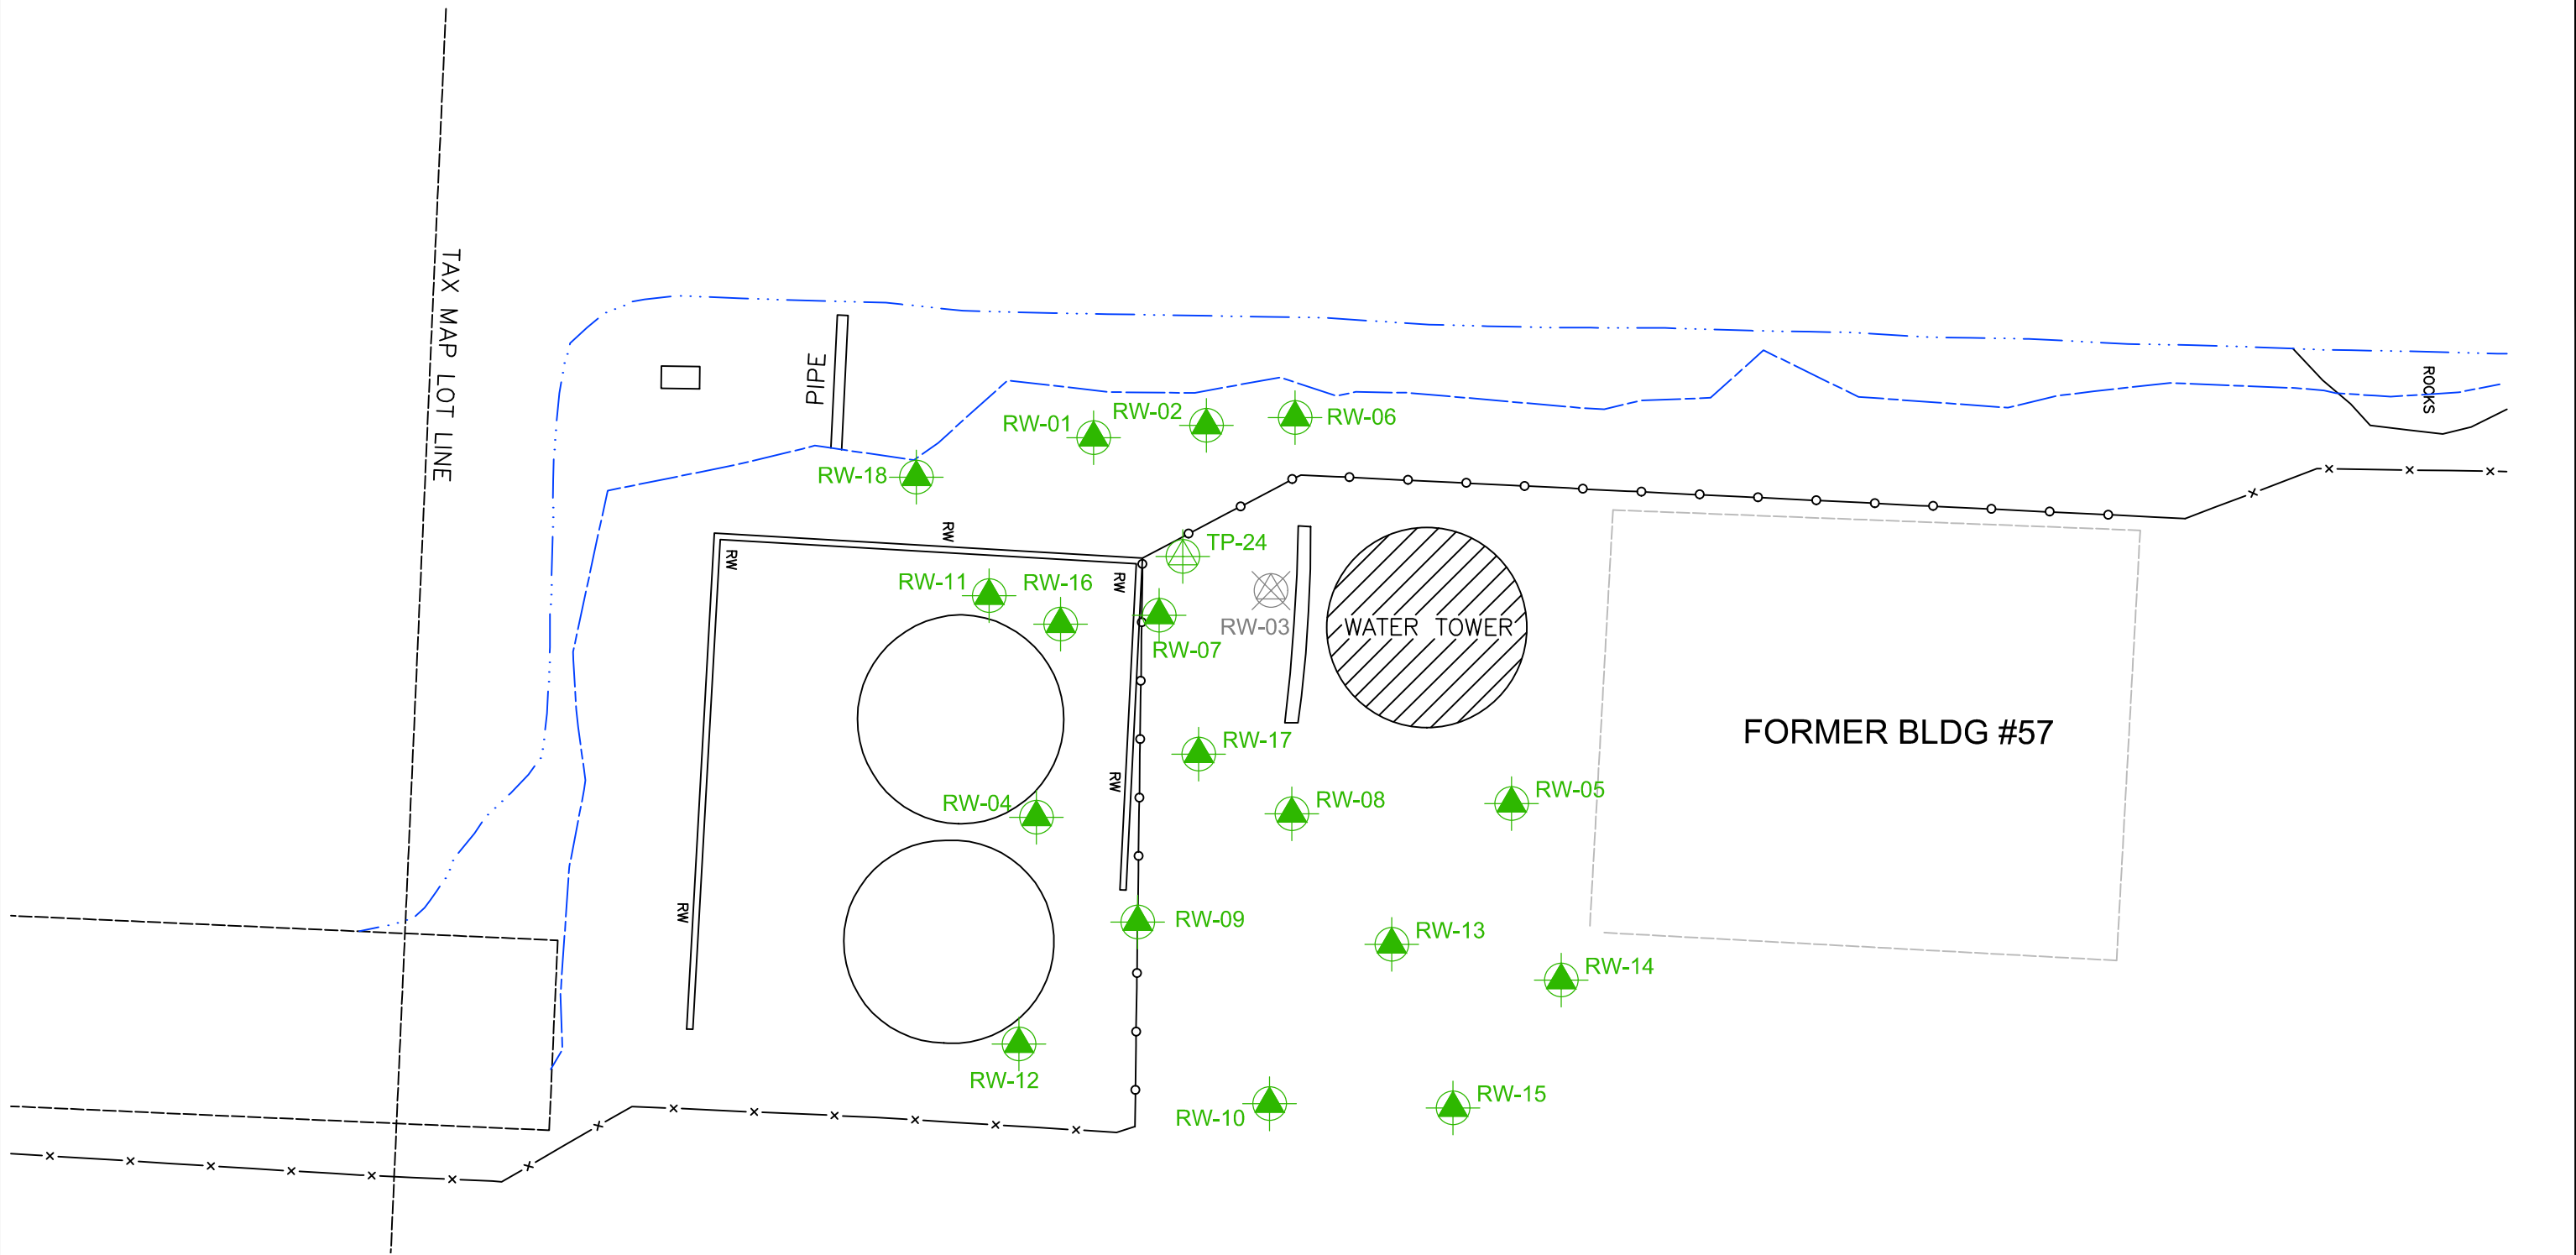 TAX MAP LOT LINE
PIPE
ROCKS
RW-01
RW-02
RW-06
RW-18
RW
TP-24
RW
RW
RW-11
RW-16
RW-03
WATER TOWER
RW-07
FORMER BLDG #57
RW-17
RW
RW-04
RW-08
RW-05
RW
RW-09
RW-13
RW-14
RW-12
RW-10
RW-15